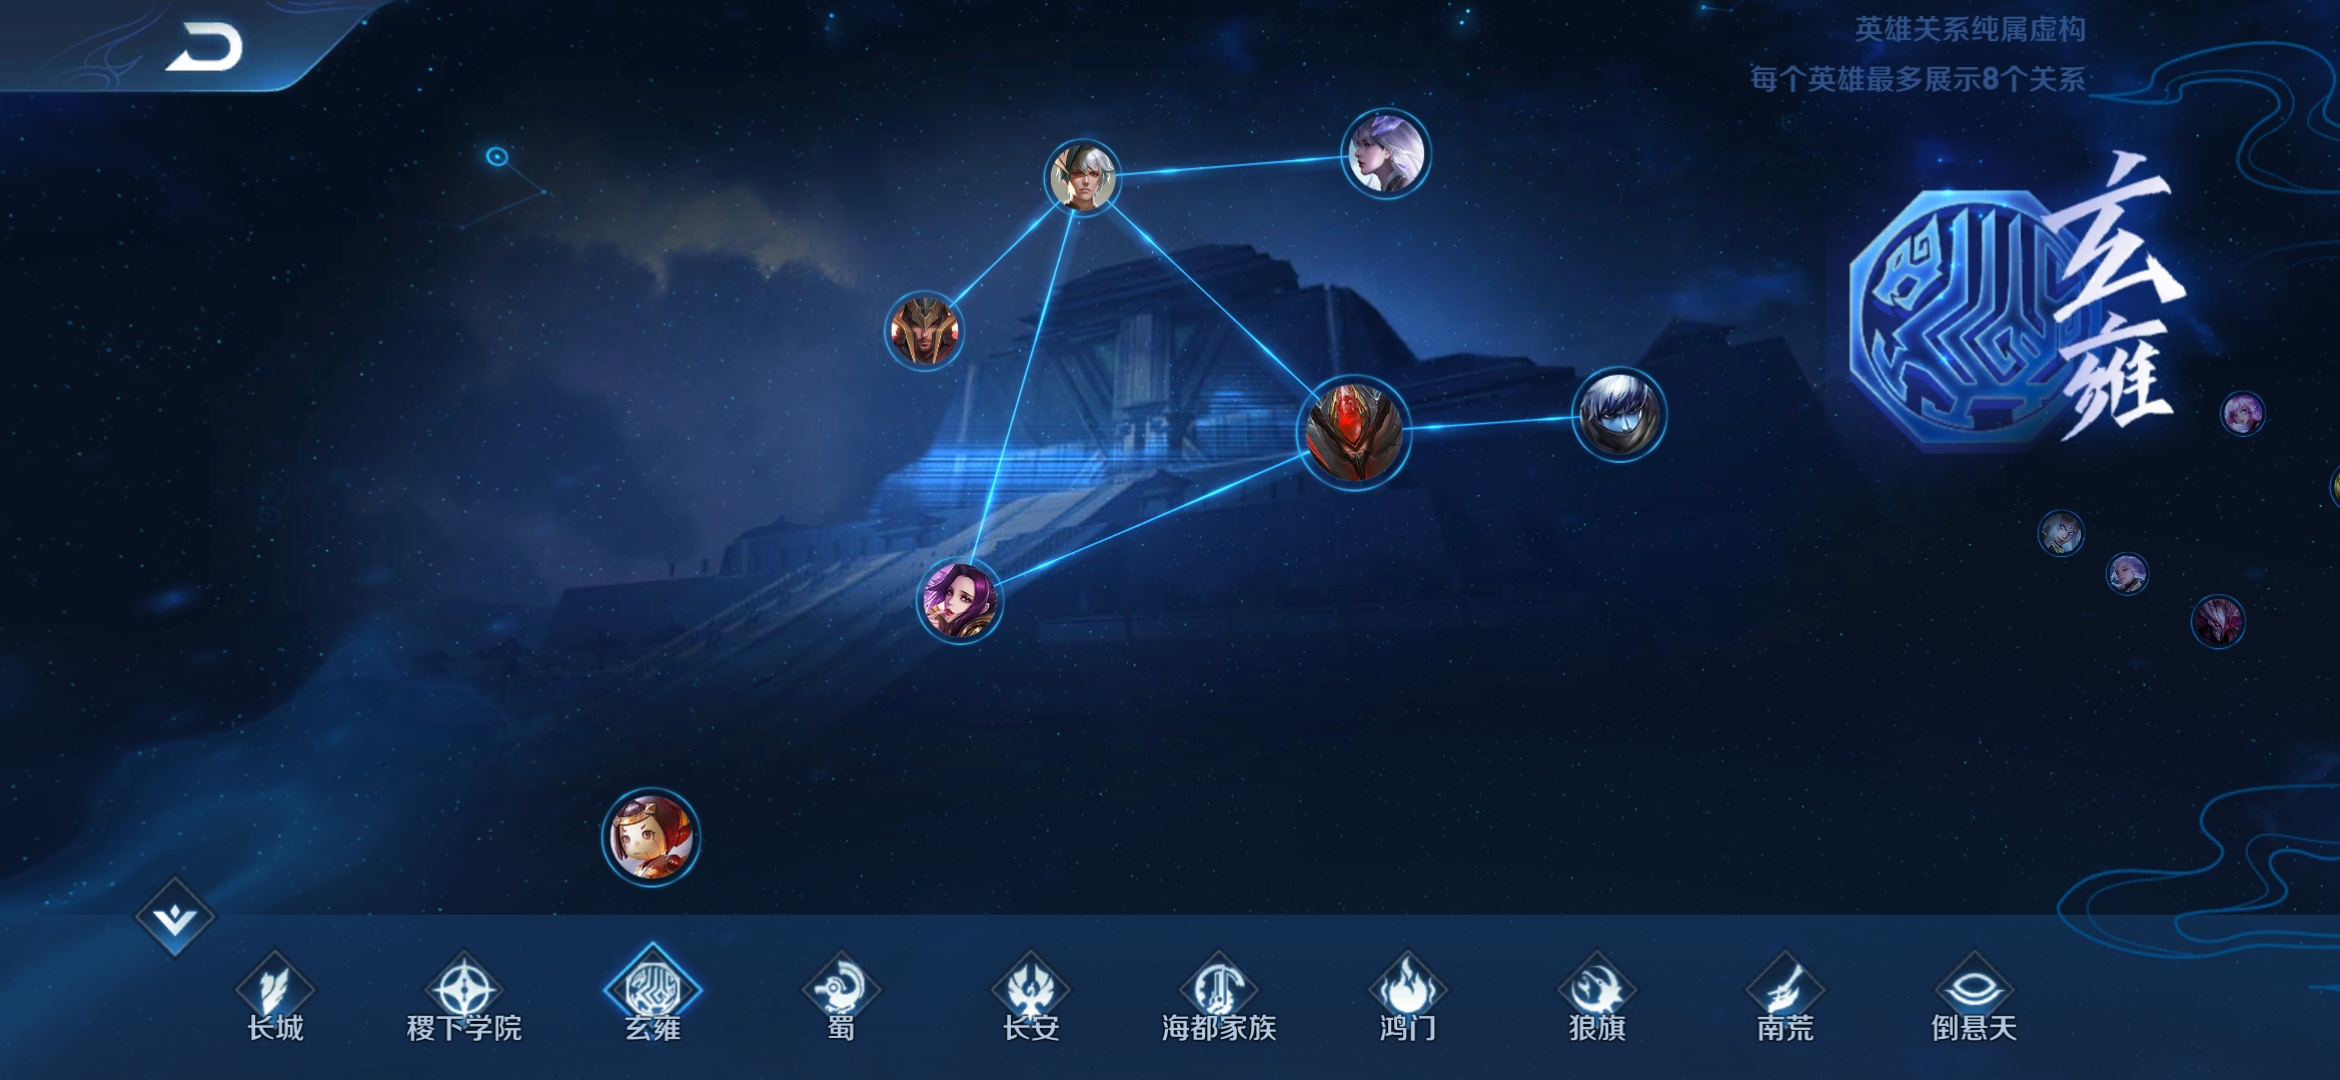 英雄关系纯属虚构
每个英雄最多展示8个关系
玄雍
长城
稷下学院
玄雍
蜀
长安
海都家族
鸿门
狼旗
南荒
倒悬天